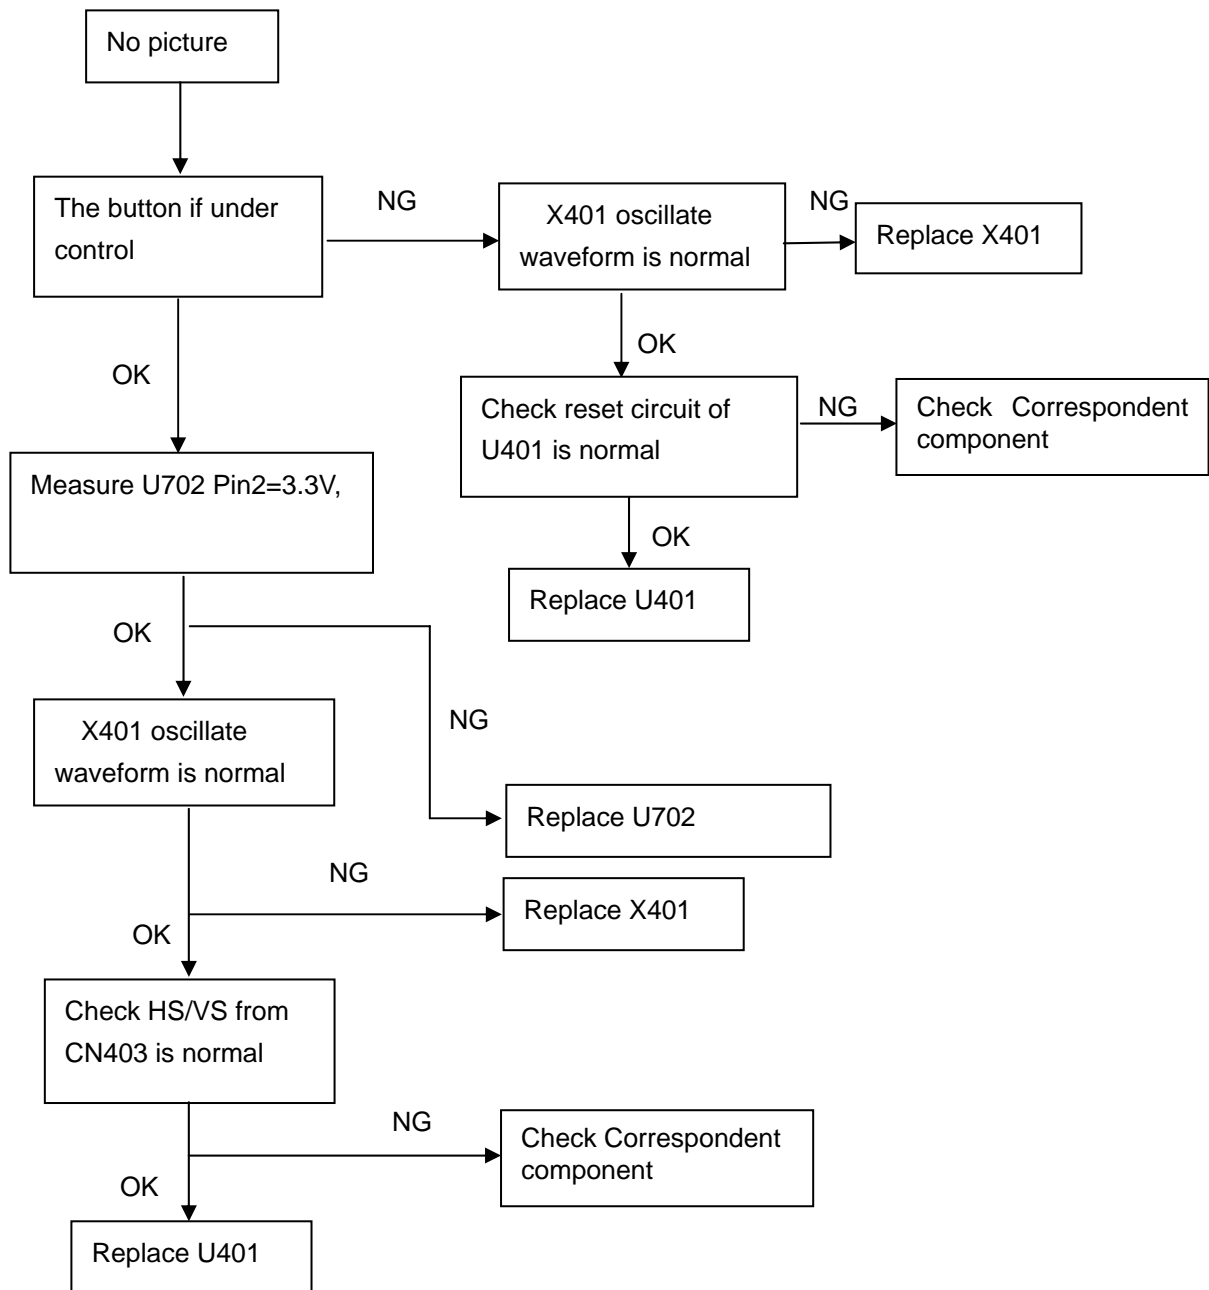 No picture
The button if under
control
NG
X401 oscillate
waveform is normal
NG
Replace X401
OK
OK
Check reset circuit of
U401 is normal
NG
Check Correspondent
component
Measure U702 Pin2=3.3V,
OK
Replace U401
OK
NG
X401 oscillate
waveform is normal
Replace U702
NG
Replace X401
OK
Check HS/VS from
CN403 is normal
NG
Check Correspondent
component
OK
Replace U401